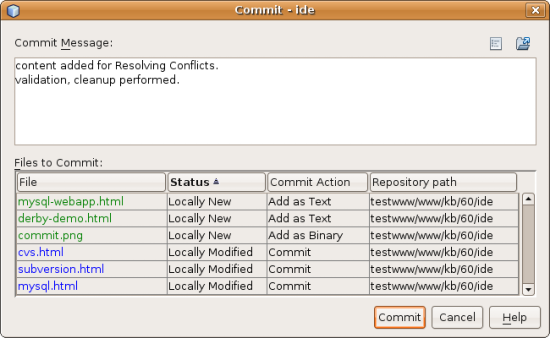 Commit - ide
Commit Message:
content added for Resolving Conflicts.
validation, cleanup performed.
Files to Commit:
File Status Commit Action Repository path
mysql-webapp.html Locally New Add as Text testwww/www/kb/60/ide
derby-demo.html Locally New Add as Text testwww/www/kb/60/ide
commit.png Locally New Add as Binary testwww/www/kb/60/ide
cvs.html Locally Modified Commit testwww/www/kb/60/ide
subversion.html Locally Modified Commit testwww/www/kb/60/ide
mysql.html Locally Modified Commit testwww/www/kb/60/ide
Commit Cancel Help